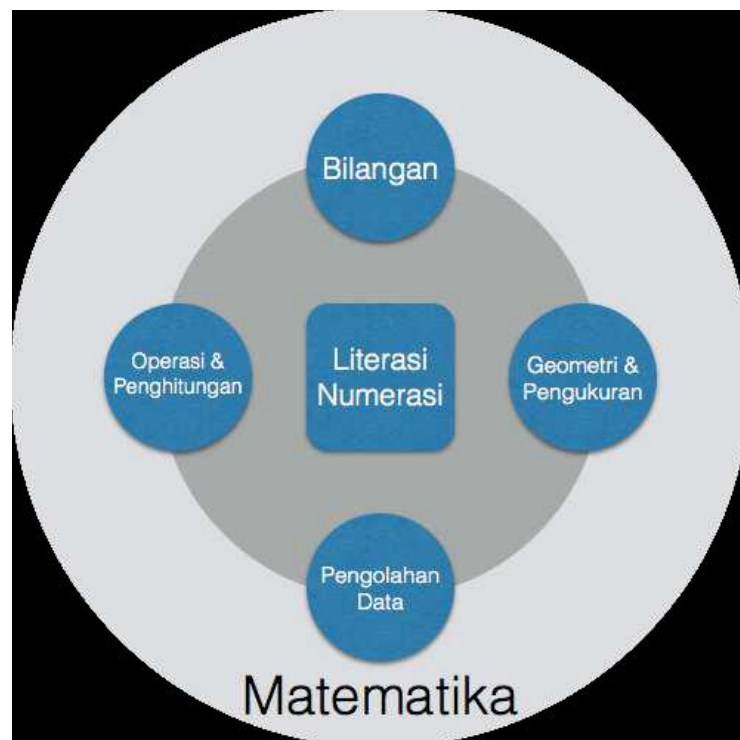 Bilangan
Operasi &
Penghitungan
Literasi
Numerasi
Geometri &
Pengukuran
Pengolahan
Data
Matematika